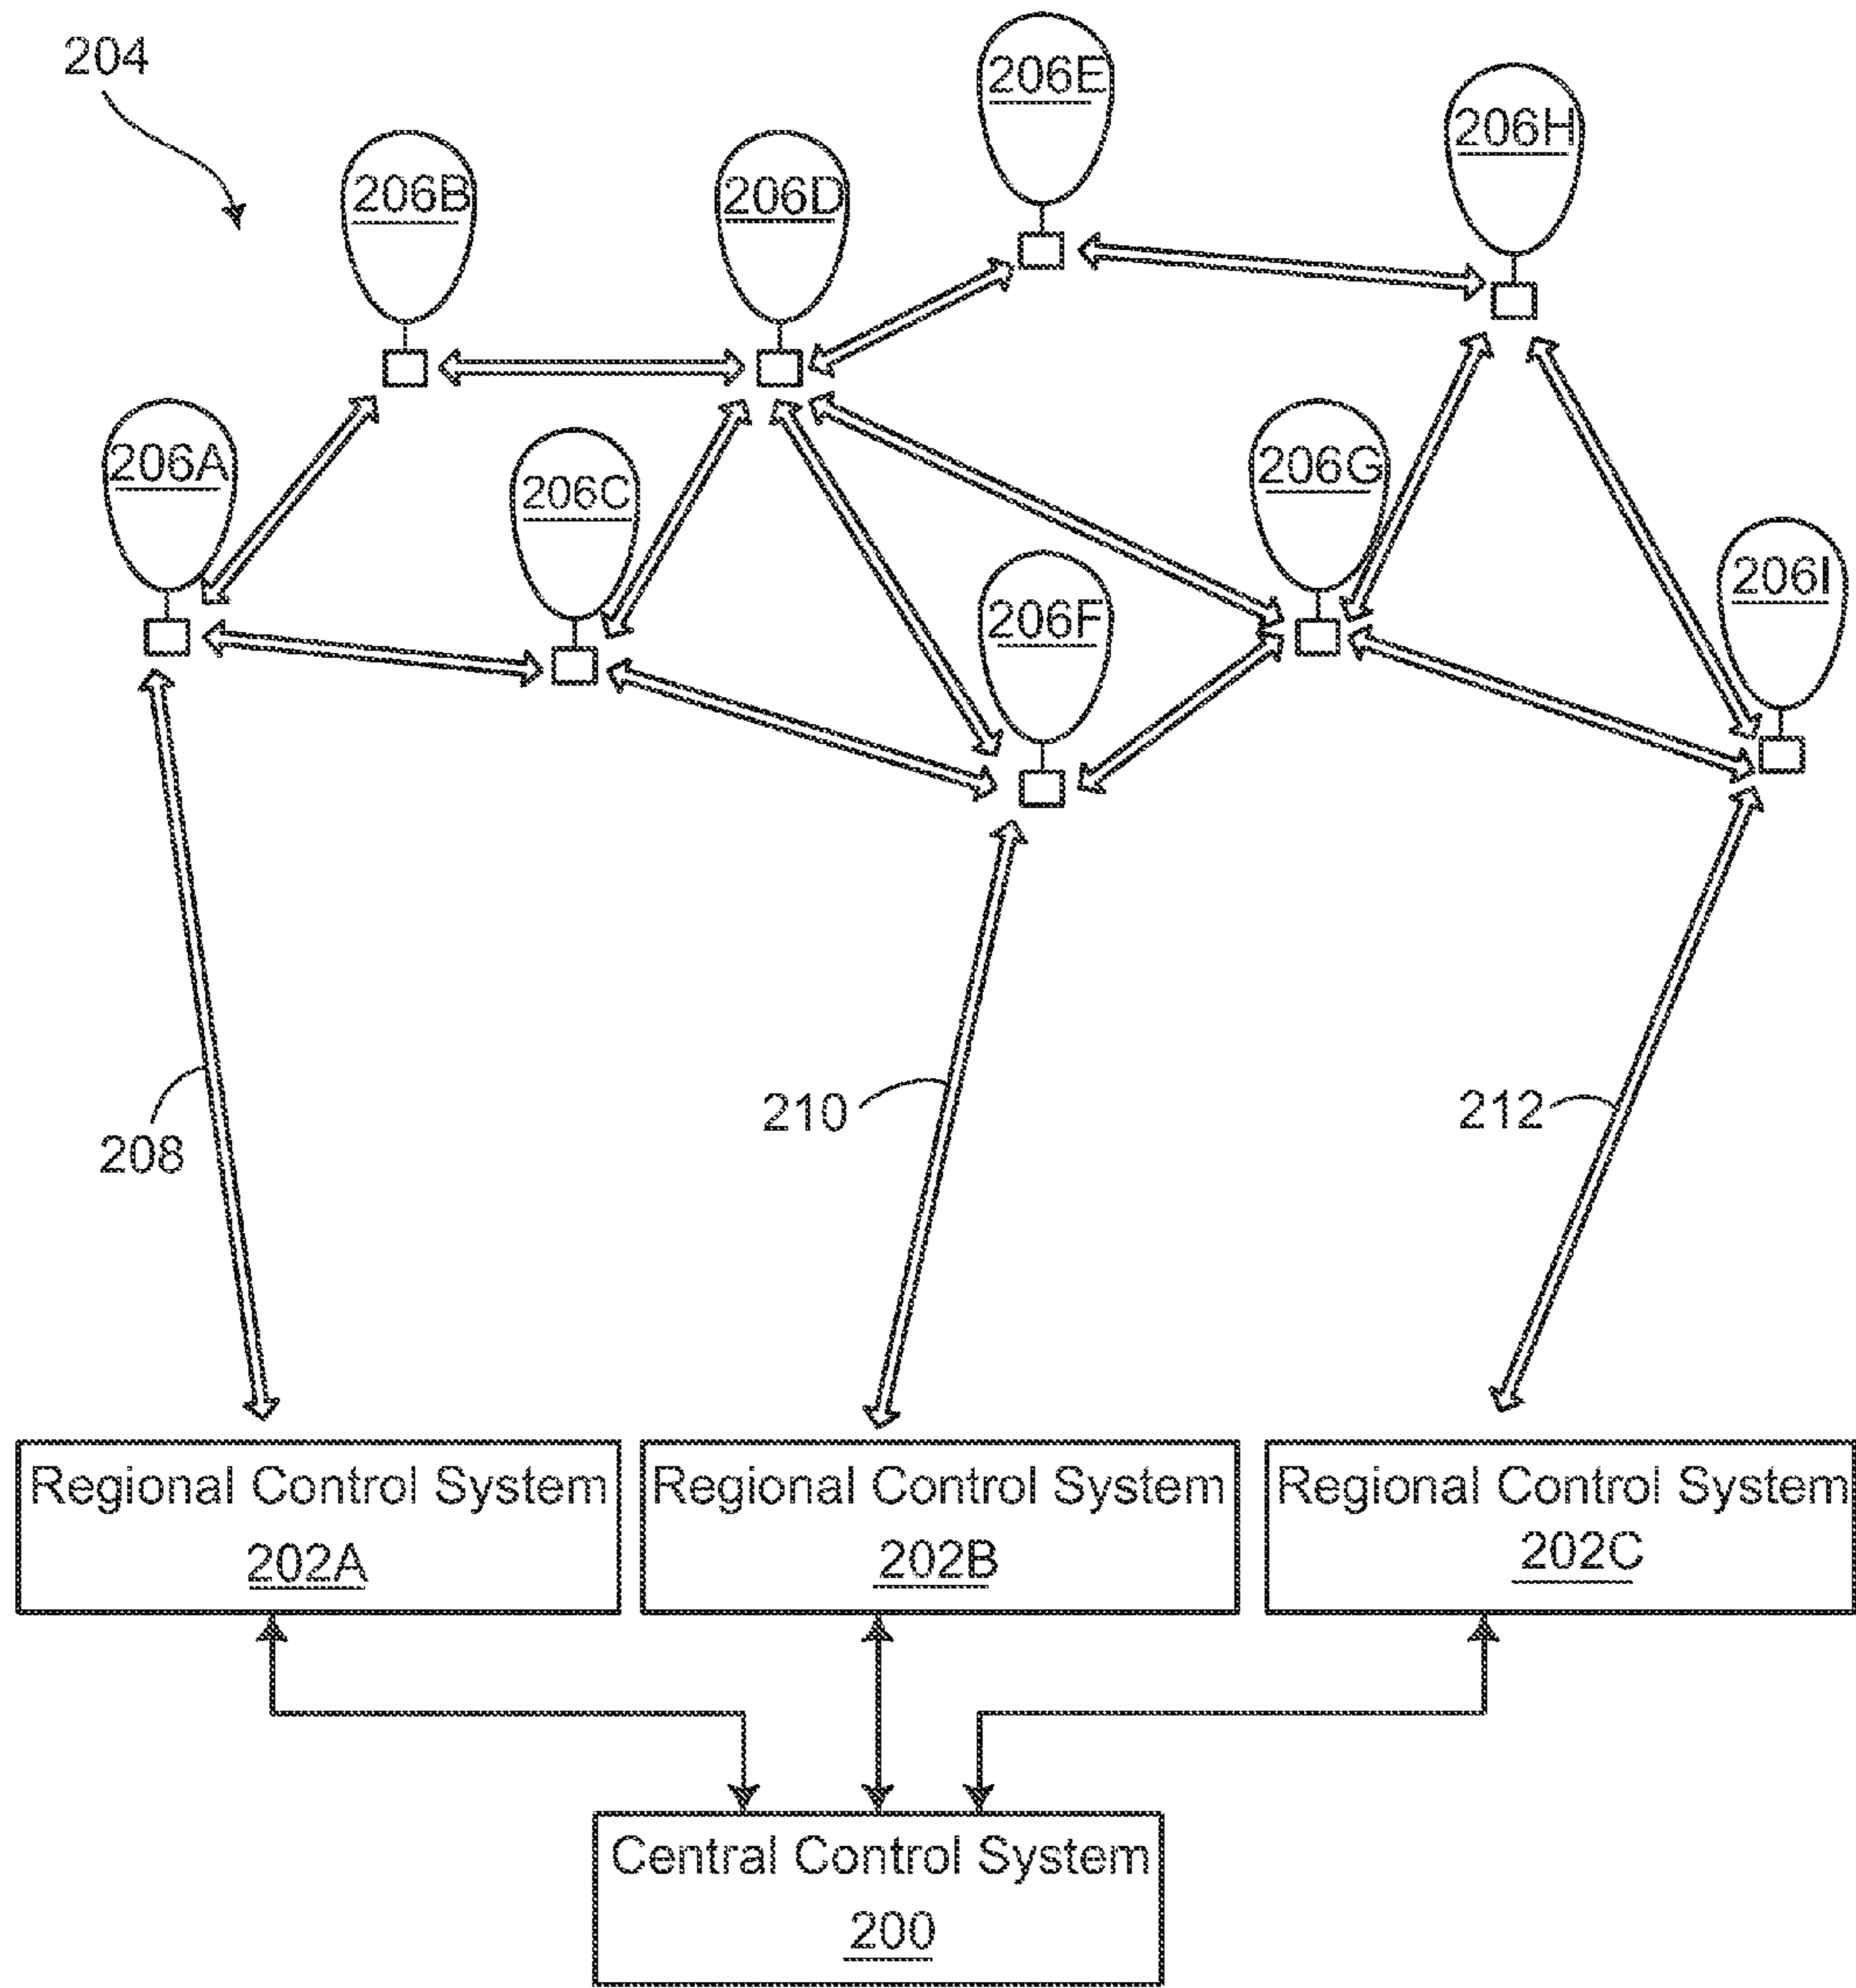 204
206E
206H
206B
206D
206A
206C
206G
206I
206F
208
210
212
Regional Control System
202A
Regional Control System
202B
Regional Control System
202C
Central Control System
200